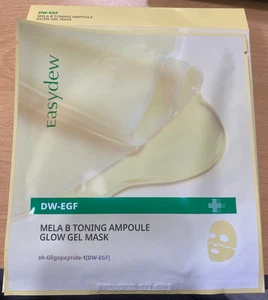 DW-EGF
MELA B TONING AMPOULE
GLOW GEL MASK
Easydew
DW-EGF
MELA B TONING AMPOULE
GLOW GEL MASK
sh-Oligopeptide-1(DW-EGF)